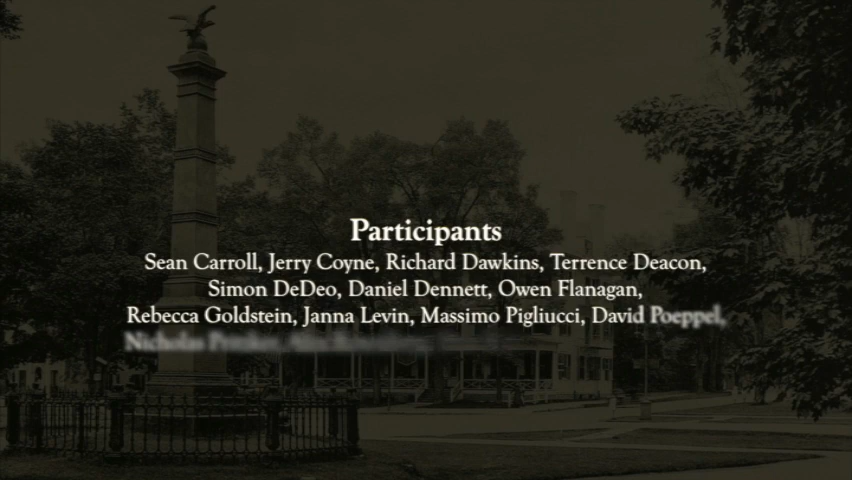 Participants
Sean Carroll, Jerry Coyne, Richard Dawkins, Terrence Deacon,
Simon DeDeo, Daniel Dennett, Owen Flanagan,
Rebecca Goldstein, Janna Levin, Massimo Pigliucci, David Poeppel,
Nicholas